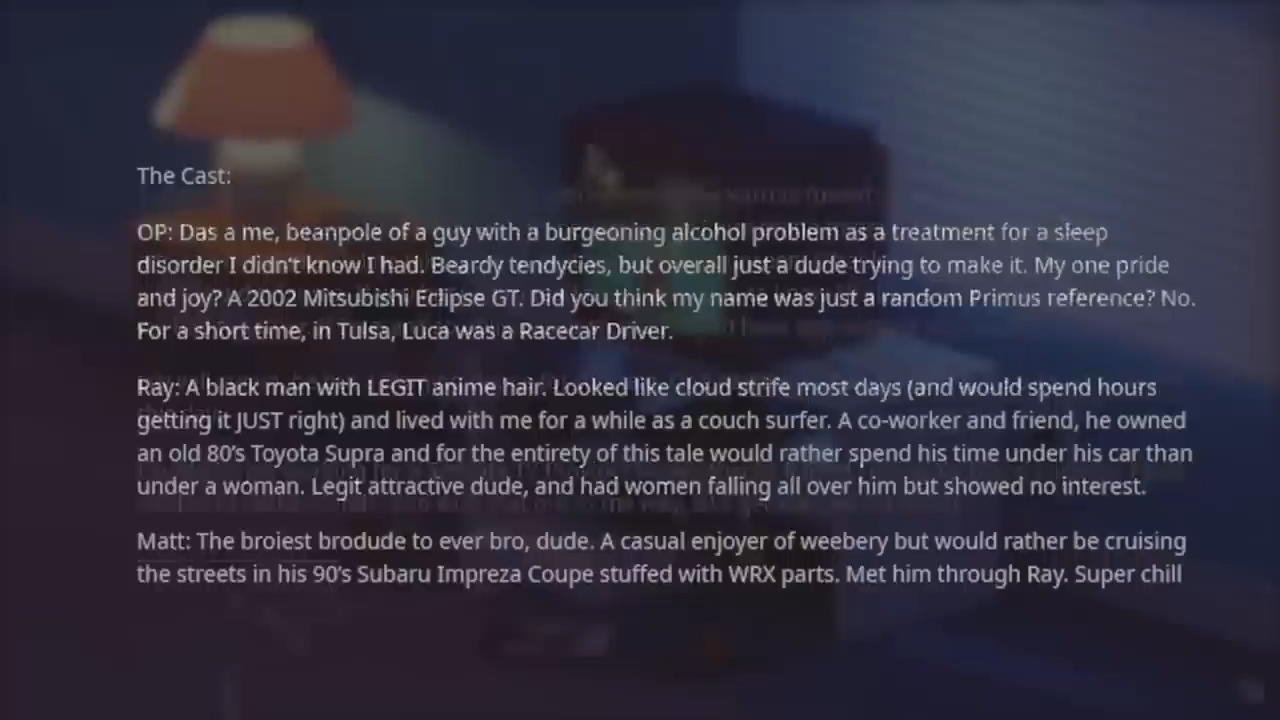 The Cast:
OP: Das a me, beanpole of a guy with a burgeoning alcohol problem as a treatment for a sleep
disorder I didn't know I had. Beardy tendycies, but overall just a dude trying to make it. My one pride
and joy? A 2002 Mitsubishi Eclipse GT. Did you think my name was just a random Primus reference? No.
For a short time, in Tulsa, Luca was a Racecar Driver.
Ray: A black man with LEGIT anime hair. Looked like cloud strife most days (and would spend hours
getting it JUST right) and lived with me for a while as a couch surfer. A co-worker and friend, he owned
an old 80's Toyota Supra and for the entirety of this tale would rather spend his time under his car than
under a woman. Legit attractive dude, and had women falling all over him but showed no interest.
Matt: The broiest brodude to ever bro, dude. A casual enjoyer of weebery but would rather be cruising
the streets in his 90's Subaru Impreza Coupe stuffed with WRX parts. Met him through Ray. Super chill